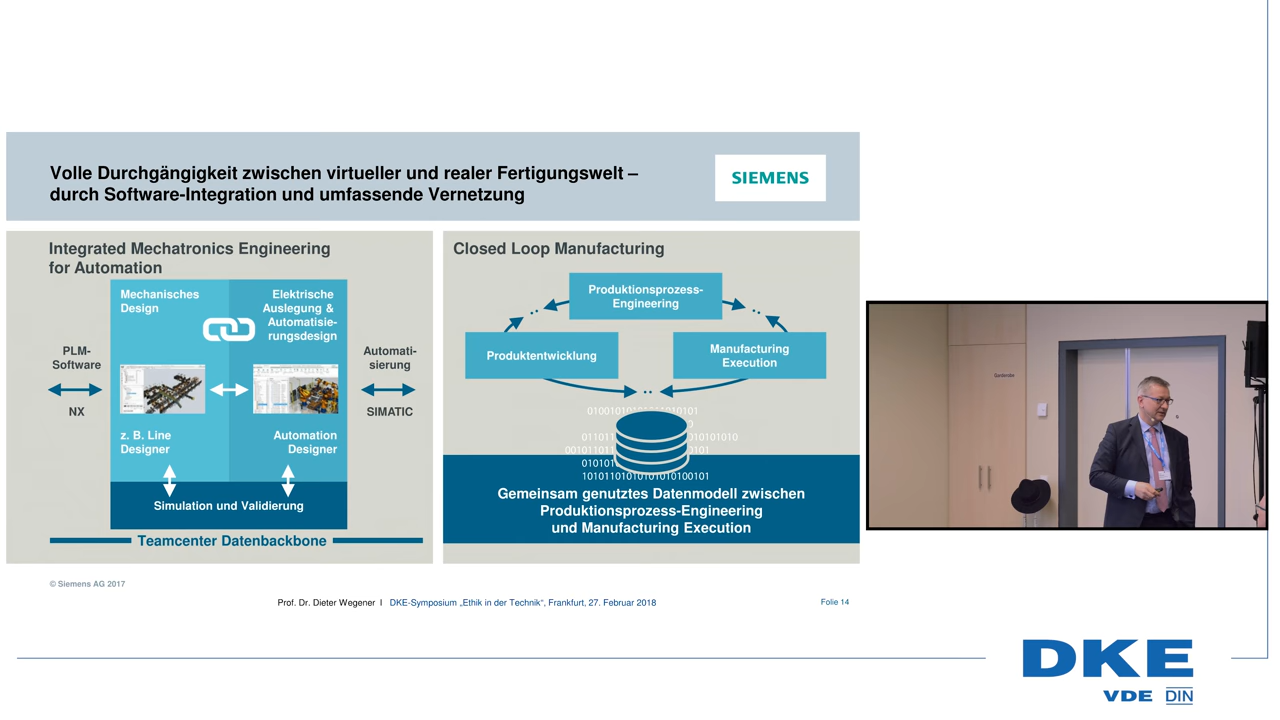 Volle Durchgängigkeit zwischen virtueller und realer Fertigungswelt –
durch Software-Integration und umfassende Vernetzung
SIEMENS
Integrated Mechatronics Engineering
for Automation
Mechanisches
Design
Elektrische
Auslegung &
Automatisie-
rungsdesign
PLM-
Software
NX
Automati-
sierung
SIMATIC
z. B. Line
Designer
Automation
Designer
Simulation und Validierung
Teamcenter Datenbackbone
Closed Loop Manufacturing
Produktionsprozess-
Engineering
Produktentwicklung
Manufacturing
Execution
Gemeinsam genutztes Datenmodell zwischen
Produktionsprozess-Engineering
und Manufacturing Execution
© Siemens AG 2017
Prof. Dr. Dieter Wegener I DKE-Symposium „Ethik in der Technik“, Frankfurt, 27. Februar 2018
Folie 14
Garderobe
DKE
VDE DIN